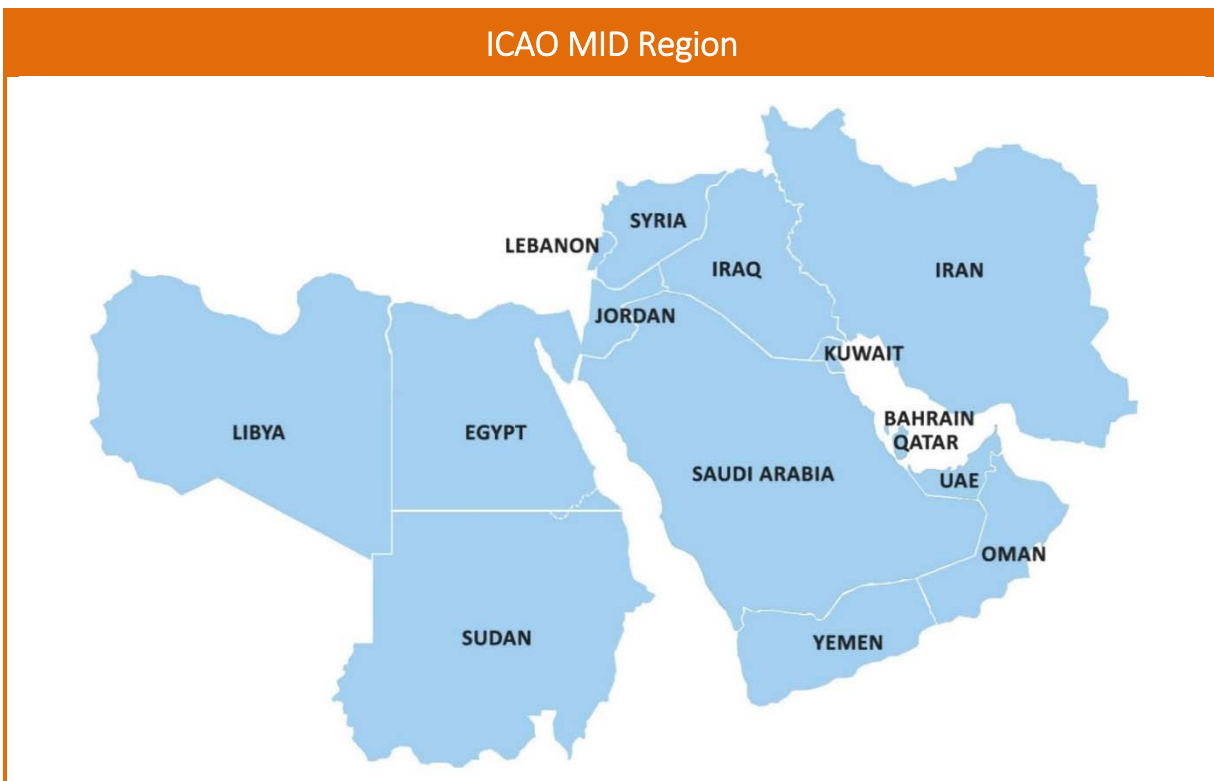 ICAO MID Region
SYRIA
LEBANON
IRAQ
IRAN
JORDAN
KUWAIT
BAHRAIN
QATAR
LIBYA
EGYPT
SAUDI ARABIA
UAE
OMAN
SUDAN
YEMEN